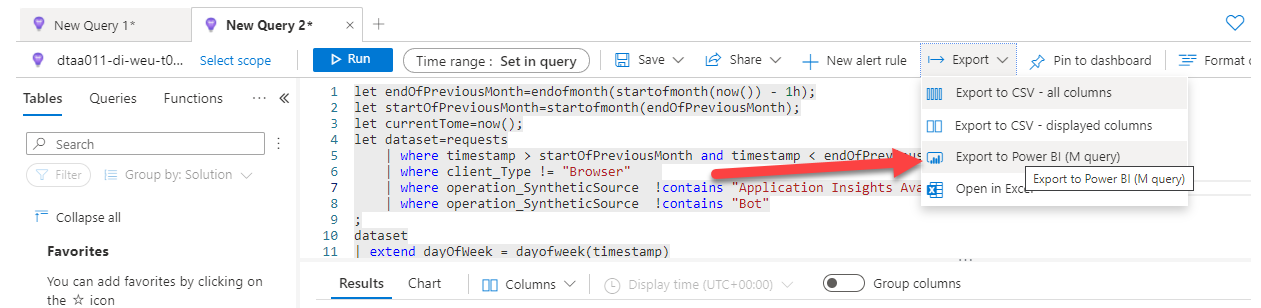 New Query 1*
New Query 2*
dtaa011-di-weu-t0...
Select scope
Run
Time range : Set in query
Save
Share
New alert rule
Export
Pin to dashboard
Format
Tables
Queries
Functions
Search
Filter
Group by: Solution
Collapse all
Favorites
You can add favorites by clicking on
the ☆ icon
1 let endOfPreviousMonth=endofmonth(startofmonth(now()) - 1h);
2 let startOfPreviousMonth=startofmonth(endOfPreviousMonth);
3 let currentTome=now();
4 let dataset=requests
5 | where timestamp > startOfPreviousMonth and timestamp < endOfPrevious
6 | where client_Type != "Browser"
7 | where operation_SyntheticSource !contains "Application Insights Ava
8 | where operation_SyntheticSource !contains "Bot"
9 ;
10 dataset
11 | extend dayOfWeek = dayofweek(timestamp)
Export to CSV - all columns
Export to CSV - displayed columns
Export to Power BI (M query)
Export to Power BI (M query)
Open in Excel
Results
Chart
Columns
Display time (UTC+00:00)
Group columns